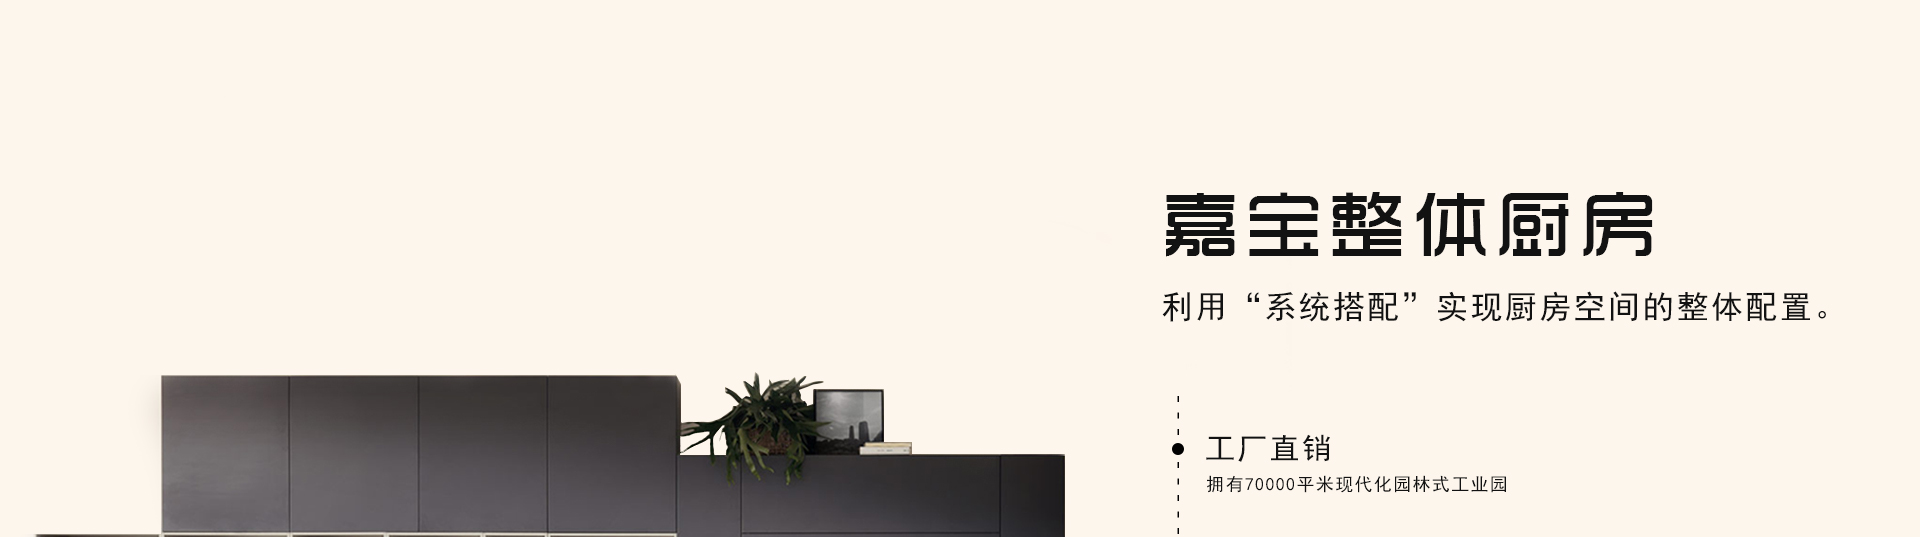 嘉宝整体厨房
利用“系统搭配”实现厨房空间的整体配置。
工厂直销
拥有70000平米现代化园林式工业园